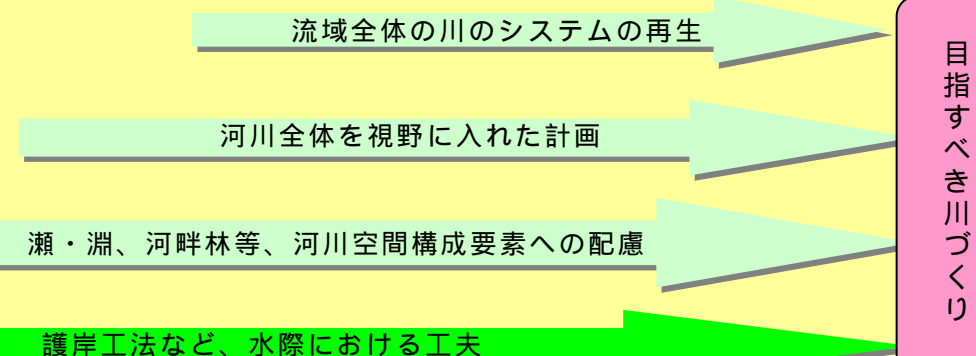 流域全体の川のシステムの再生
河川全体を視野に入れた計画
瀬・淵、河畔林等、河川空間構成要素への配慮
護岸工法など、水際における工夫
目指すべき川づくり